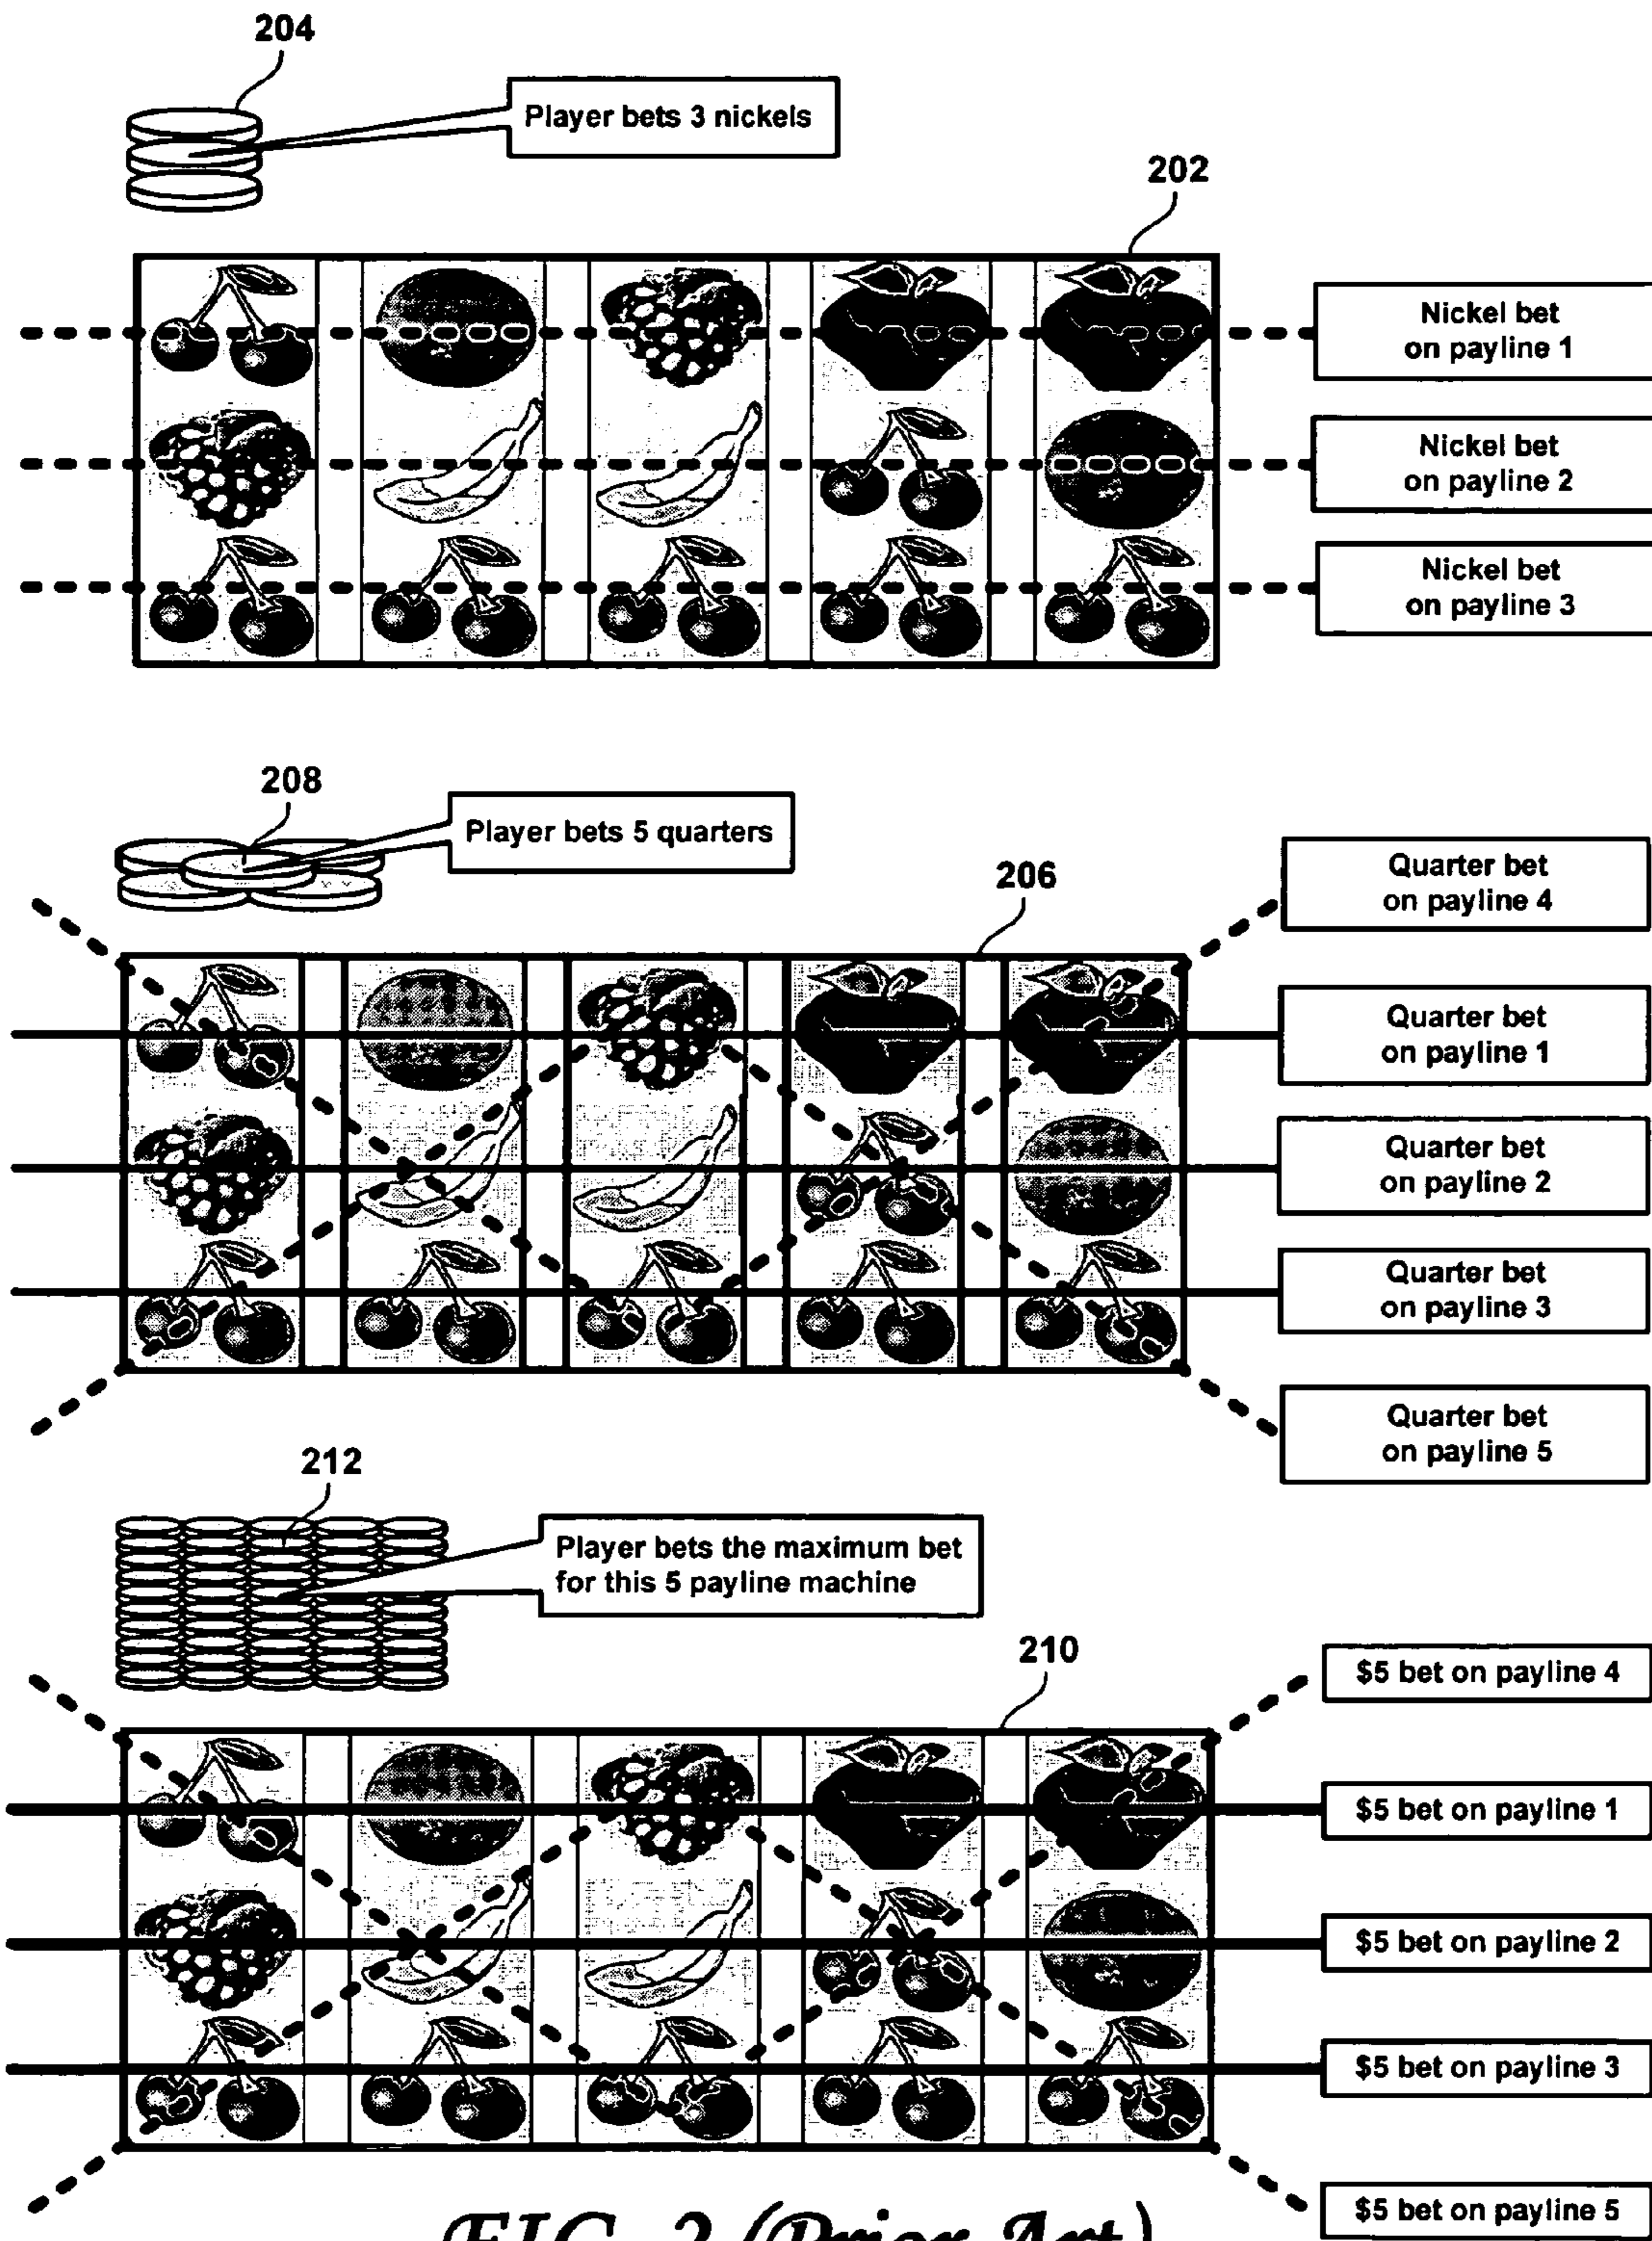 204
Player bets 3 nickels
202
Nickel bet
on payline 1
Nickel bet
on payline 2
Nickel bet
on payline 3
208
Player bets 5 quarters
206
Quarter bet
on payline 4
Quarter bet
on payline 1
Quarter bet
on payline 2
Quarter bet
on payline 3
Quarter bet
on payline 5
212
Player bets the maximum bet
for this 5 payline machine
210
$5 bet on payline 4
$5 bet on payline 1
$5 bet on payline 2
$5 bet on payline 3
$5 bet on payline 5
FIG. 2 (Prior Art)